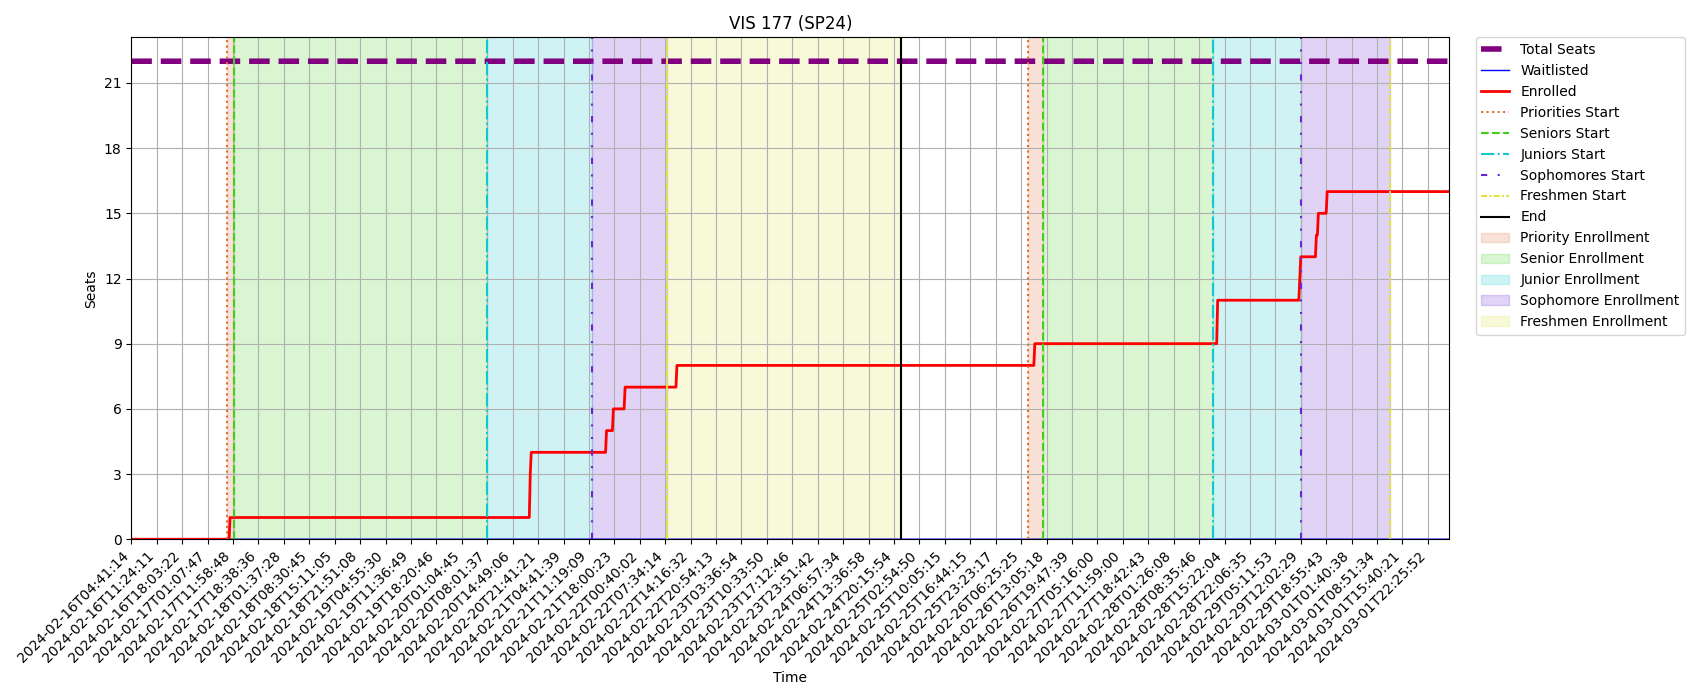 VIS 177 (SP24)
Seats
21
18
15
12
9
6
3
0
2024-02-16T04:41:14
2024-02-16T11:24:11
2024-02-16T18:03:22
2024-02-17T01:07:47
2024-02-17T11:58:48
2024-02-17T18:38:36
2024-02-18T01:37:28
2024-02-18T08:30:45
2024-02-18T15:11:05
2024-02-18T21:51:08
2024-02-19T04:55:30
2024-02-19T11:36:49
2024-02-19T18:20:46
2024-02-20T01:04:45
2024-02-20T08:01:37
2024-02-20T14:49:06
2024-02-20T21:41:21
2024-02-21T04:41:39
2024-02-21T11:19:09
2024-02-21T18:00:23
2024-02-22T00:40:02
2024-02-22T07:34:14
2024-02-22T14:16:32
2024-02-22T20:54:13
2024-02-23T03:36:54
2024-02-23T10:33:50
2024-02-23T17:12:46
2024-02-23T23:51:42
2024-02-24T06:57:34
2024-02-24T13:36:58
2024-02-24T20:15:54
2024-02-25T02:54:50
2024-02-25T10:05:15
2024-02-25T16:44:15
2024-02-25T23:23:17
2024-02-26T06:25:25
2024-02-26T13:05:18
2024-02-26T19:47:39
2024-02-27T05:16:00
2024-02-27T11:59:00
2024-02-27T18:42:43
2024-02-28T01:26:08
2024-02-28T08:35:46
2024-02-28T15:22:04
2024-02-28T22:06:35
2024-02-29T05:11:53
2024-02-29T12:02:29
2024-02-29T18:55:43
2024-03-01T01:40:38
2024-03-01T08:51:34
2024-03-01T15:40:21
2024-03-01T22:25:52
Time
Total Seats
Waitlisted
Enrolled
Priorities Start
Seniors Start
Juniors Start
Sophomores Start
Freshmen Start
End
Priority Enrollment
Senior Enrollment
Junior Enrollment
Sophomore Enrollment
Freshmen Enrollment